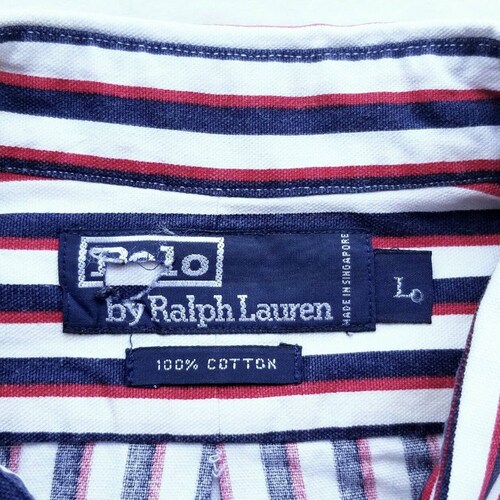 Polo
by Ralph Lauren
MADE IN SINGAPORE
L
100% COTTON